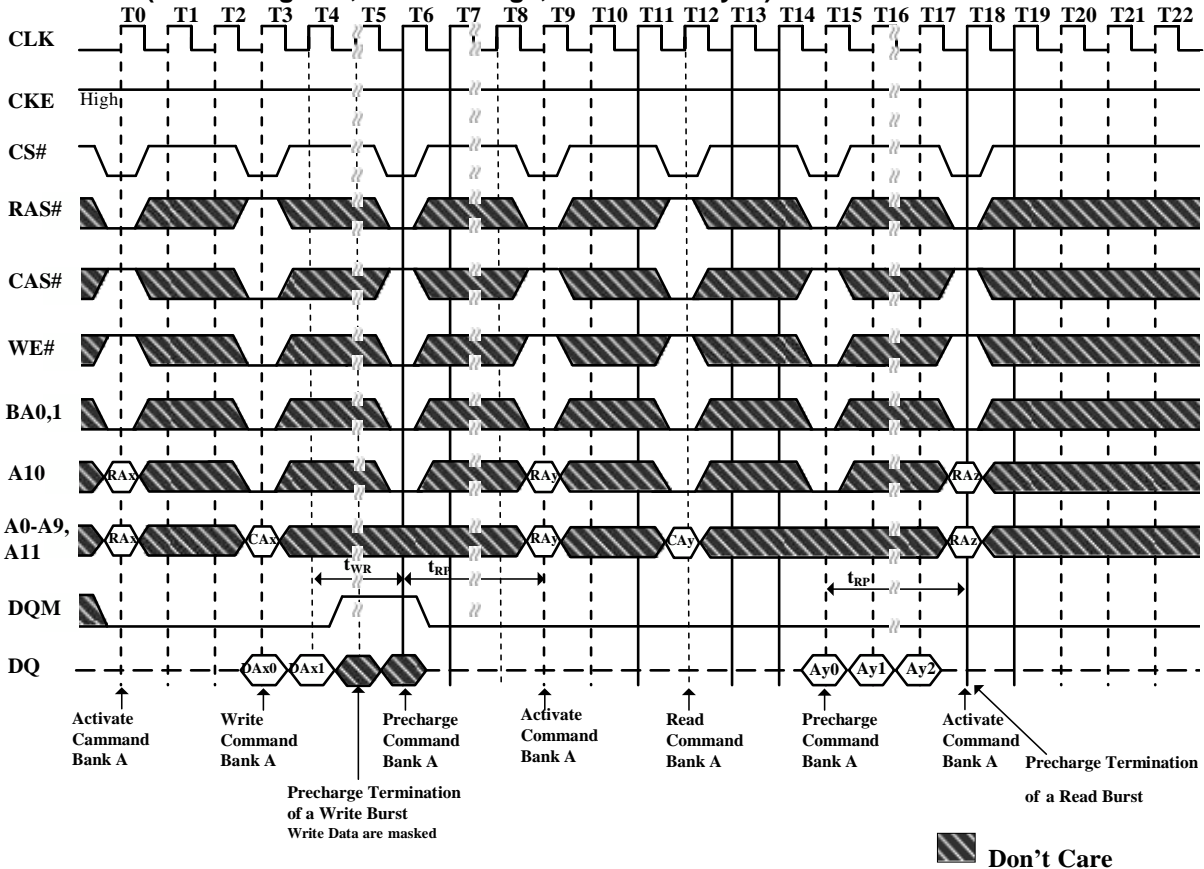 T0 T1 T2 T3 T4 T5 T6 T7 T8 T9 T10 T11 T12 T13 T14 T15 T16 T17 T18 T19 T20 T21 T22
CLK
CKE High
CS#
RAS#
CAS#
WE#
BA0,1
A10 RAx RAy RAz
A0-A9,
A11 RAx CAx RAy CAy RAz
tWR tRP tRP
DQM
DQ DAx0 DAx1 Ay0 Ay1 Ay2
Activate
Cammand
Bank A
Write
Command
Bank A
Precharge
Command
Bank A
Activate
Command
Bank A
Read
Command
Bank A
Precharge
Command
Bank A
Activate
Command
Bank A
Precharge Termination
of a Write Burst
Write Data are masked
Precharge Termination
of a Read Burst
Don't Care